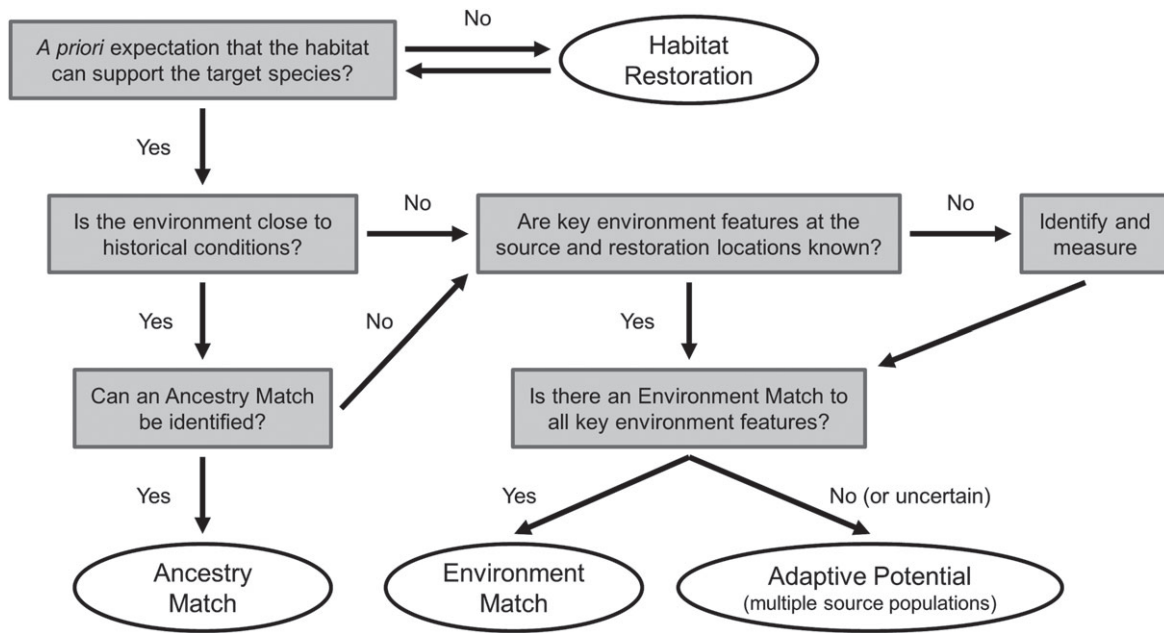 A priori expectation that the habitat
can support the target species?
No
Habitat
Restoration
Yes
Is the environment close to
historical conditions?
No
Are key environment features at the
source and restoration locations known?
No
Identify and
measure
Yes
No
Yes
Can an Ancestry Match
be identified?
Is there an Environment Match to
all key environment features?
Yes
Yes
No (or uncertain)
Ancestry
Match
Environment
Match
Adaptive Potential
(multiple source populations)